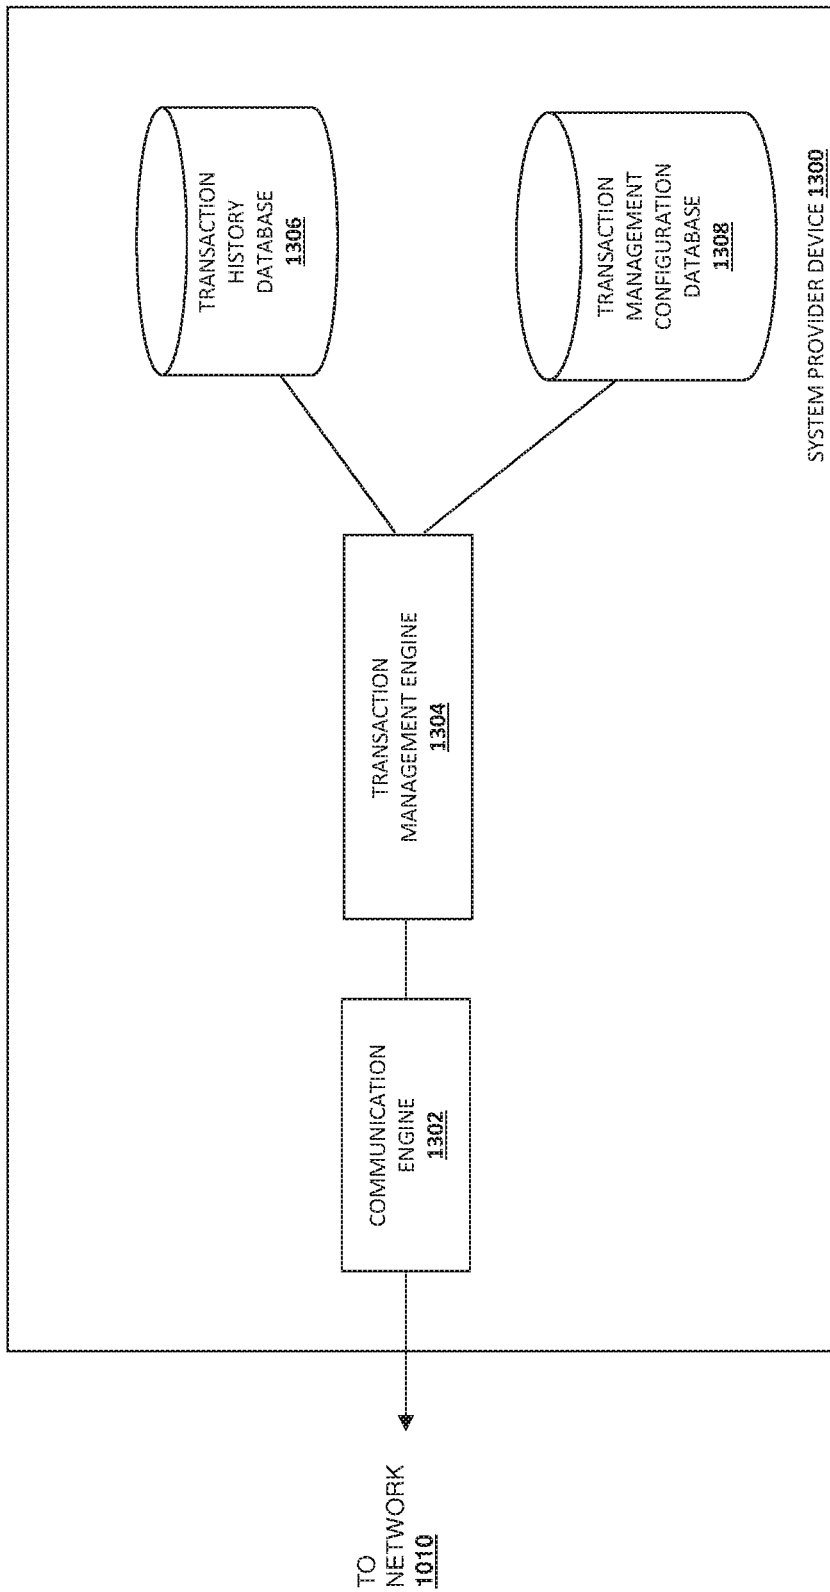 TO
NETWORK
1010
COMMUNICATION
ENGINE
1302
TRANSACTION
MANAGEMENT ENGINE
1304
TRANSACTION
HISTORY
DATABASE
1306
TRANSACTION
MANAGEMENT
CONFIGURATION
DATABASE
1308
SYSTEM PROVIDER DEVICE 1300